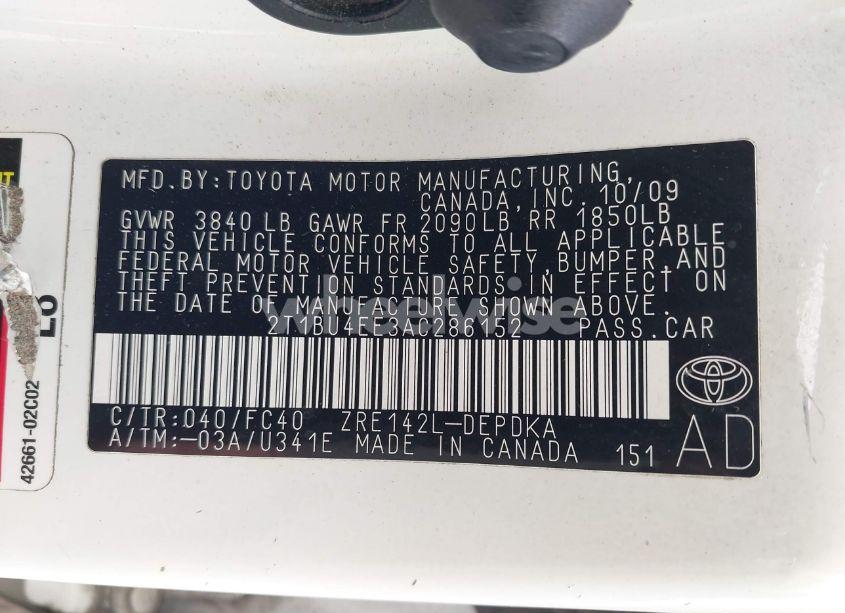 MFD.BY:TOYOTA MOTOR MANUFACTURING,
CANADA, INC. 10/09
GVWR 3840 LB GAWR FR 2090LB RR 1850LB
THIS VEHICLE CONFORMS TO ALL APPLICABLE
FEDERAL MOTOR VEHICLE SAFETY, BUMPER, AND
THEFT PREVENTION STANDARDS IN EFFECT ON
THE DATE OF MANUFACTURE SHOWN ABOVE.
PASS.CAR
C/TR:040/FC40 ZRE142L-DEPDKA
A/TM:-03A/U341E MADE IN CANADA 151
AD
42661-02C02
wheelwise